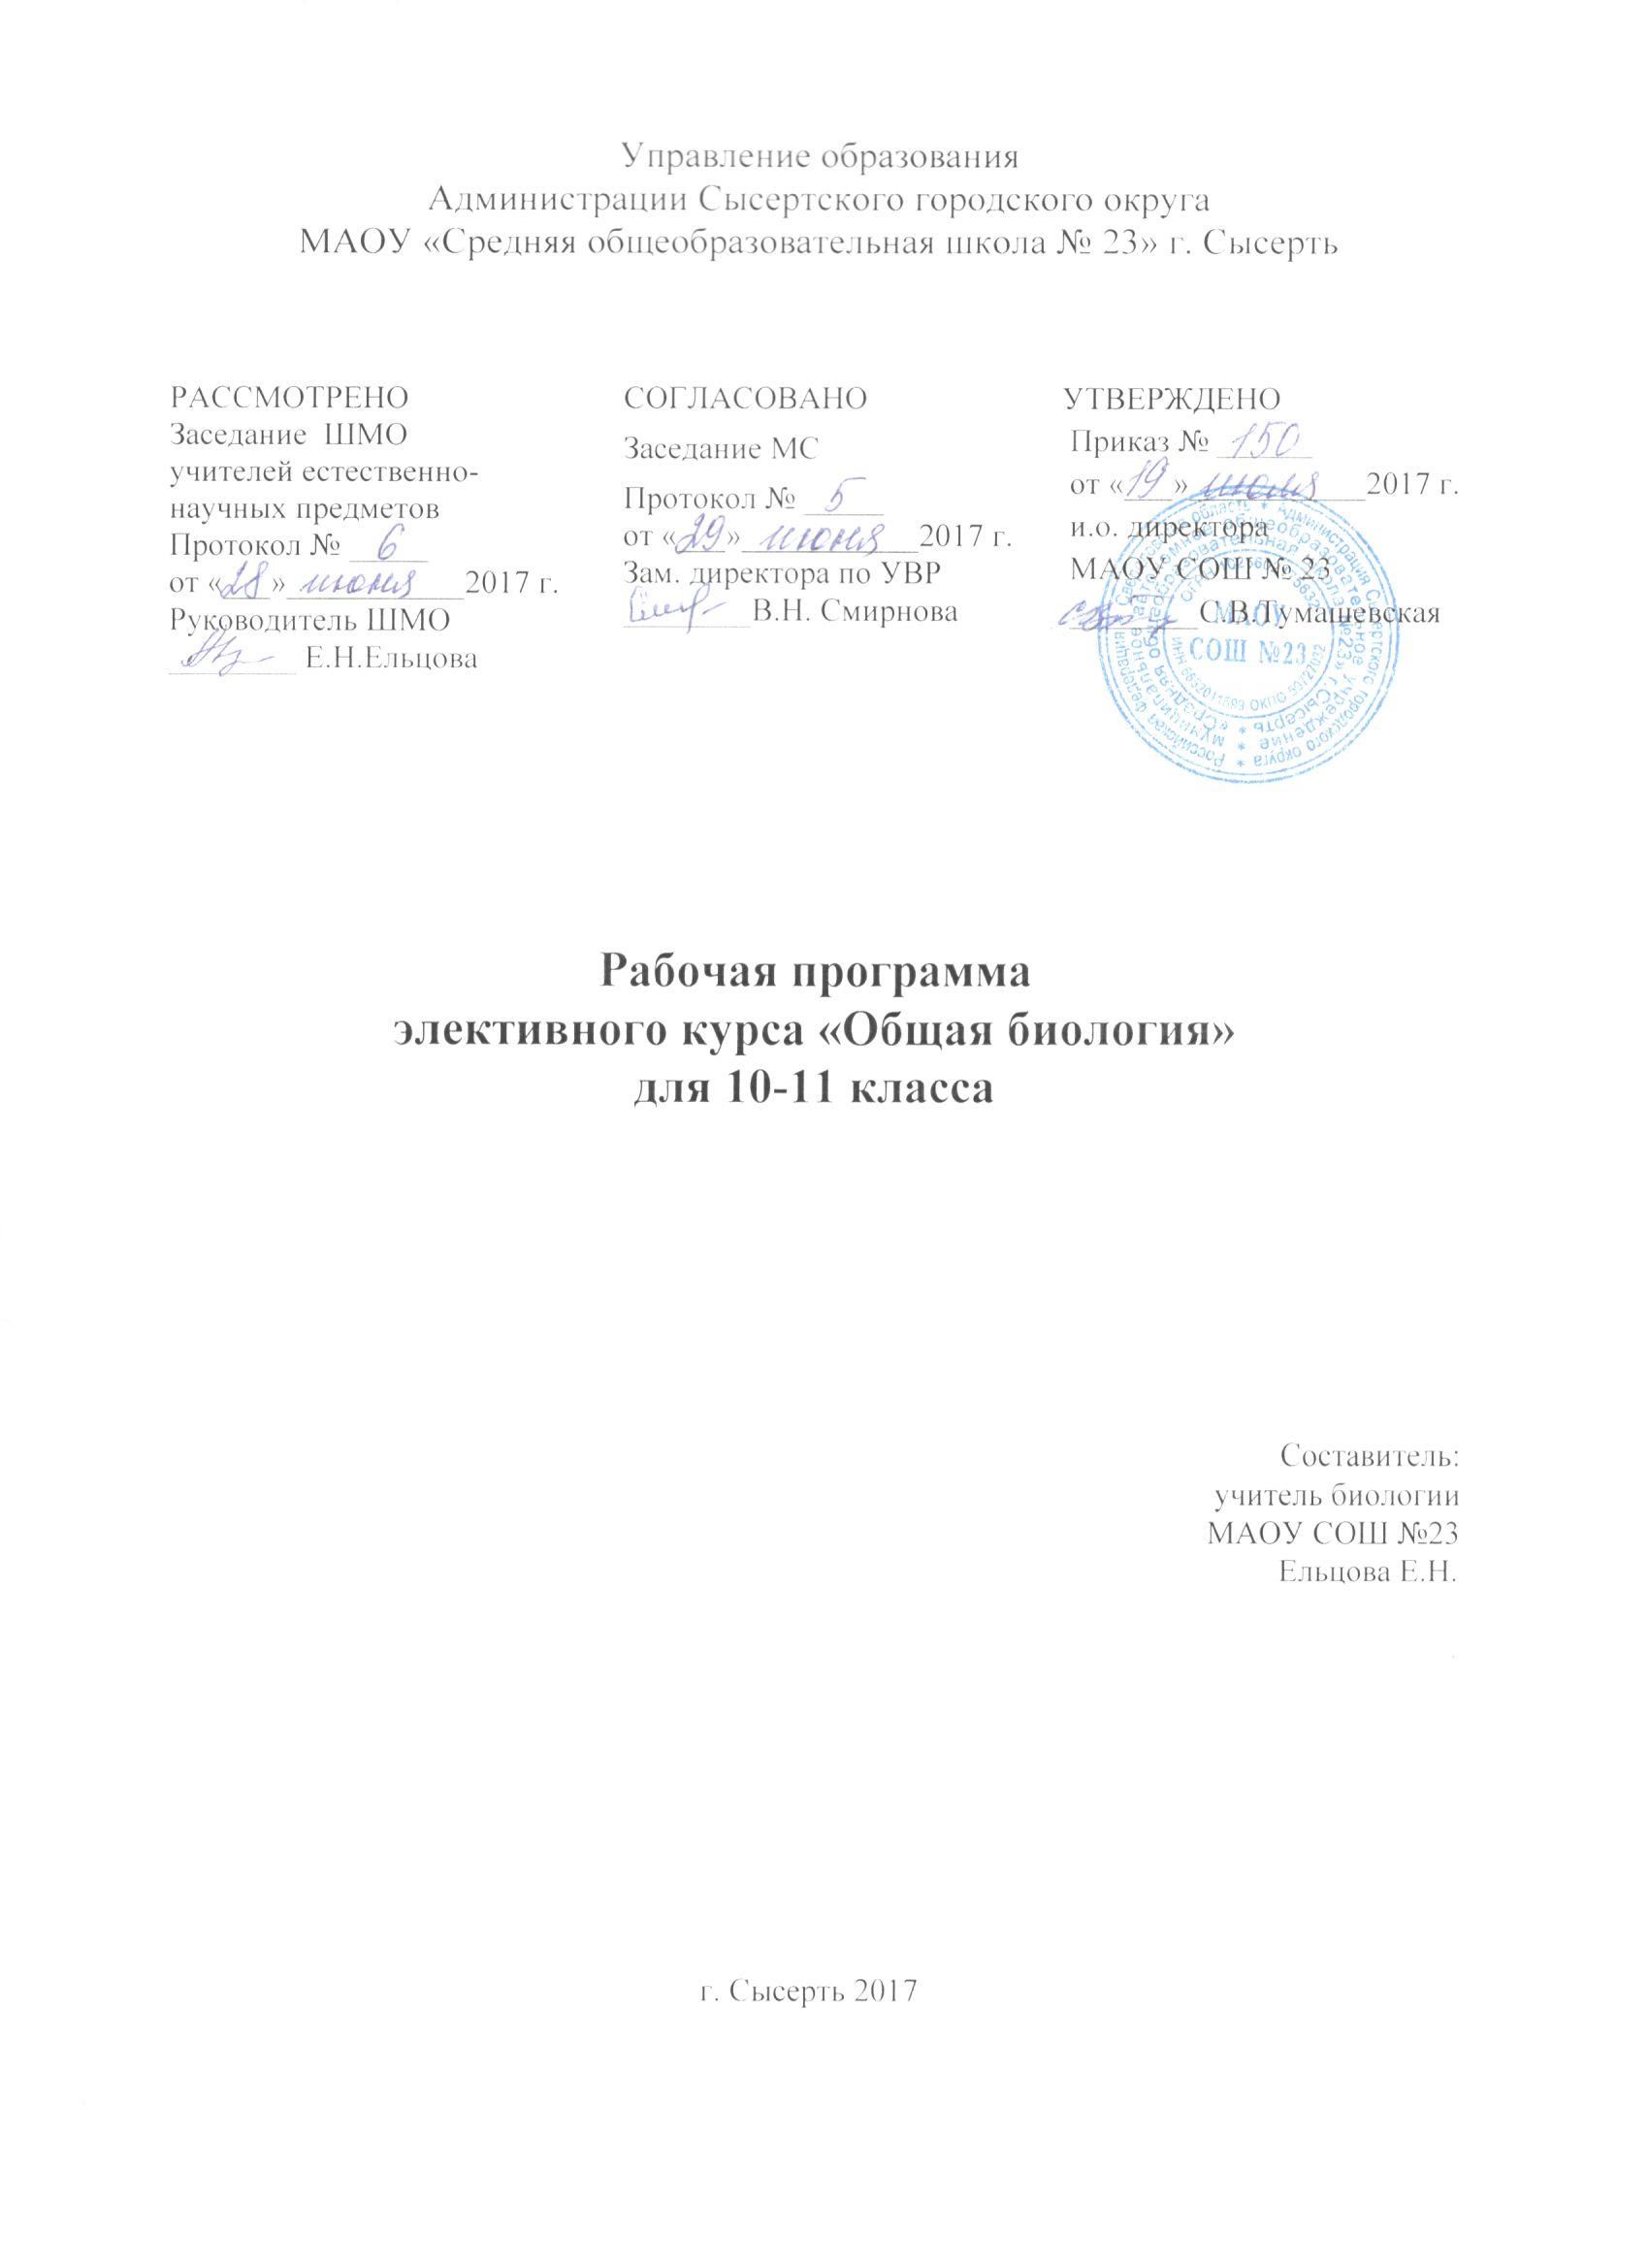 Управление образования
Администрации Сысертского городского округа
МАОУ «Средняя общеобразовательная школа № 23» г. Сысерть
РАССМОТРЕНО
Заседание ШМО
учителей естественно-
научных предметов
Протокол № 6
от «28» июня 2017 г.
Руководитель ШМО
Е.Н.Ельцова
СОГЛАСОВАНО
Заседание МС
Протокол № 5
от «29» июня 2017 г.
Зам. директора по УВР
В.Н. Смирнова
УТВЕРЖДЕНО
Приказ № 150
от «19» 2017 г.
и.о. директора
МАОУ СОШ № 23
С.В.Тумашевская
МАОУ
СОШ №23
Рабочая программа
элективного курса «Общая биология»
для 10-11 класса
Составитель:
учитель биологии
МАОУ СОШ №23
Ельцова Е.Н.
г. Сысерть 2017